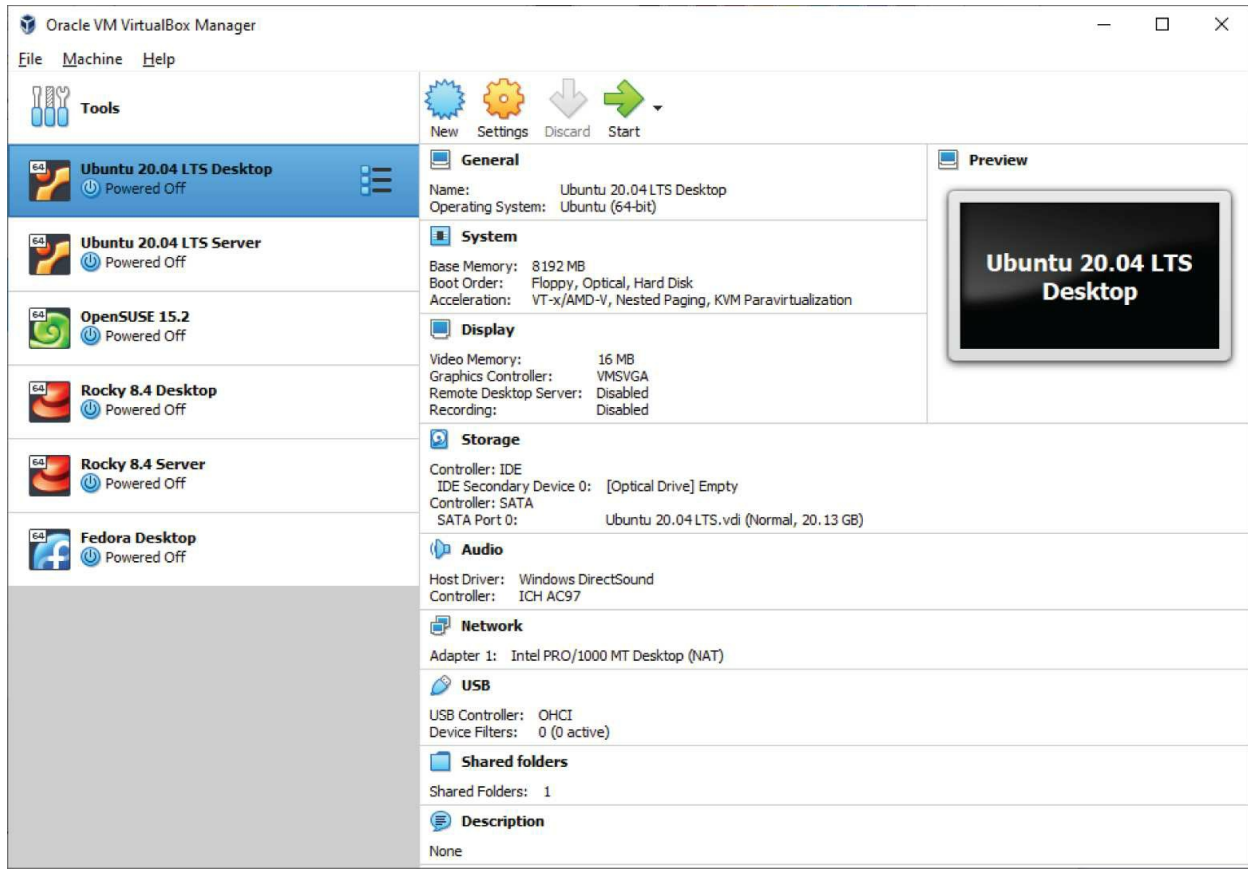 Oracle VM VirtualBox Manager
File Machine Help
Tools
New Settings Discard Start
64
Ubuntu 20.04 LTS Desktop
Powered Off
64
Ubuntu 20.04 LTS Server
Powered Off
64
OpenSUSE 15.2
Powered Off
64
Rocky 8.4 Desktop
Powered Off
64
Rocky 8.4 Server
Powered Off
64
Fedora Desktop
Powered Off
General
Name: Ubuntu 20.04 LTS Desktop
Operating System: Ubuntu (64-bit)
System
Base Memory: 8192 MB
Boot Order: Floppy, Optical, Hard Disk
Acceleration: VT-x/AMD-V, Nested Paging, KVM Paravirtualization
Display
Video Memory: 16 MB
Graphics Controller: VMSVGA
Remote Desktop Server: Disabled
Recording: Disabled
Preview
Ubuntu 20.04 LTS
Desktop
Storage
Controller: IDE
IDE Secondary Device 0: [Optical Drive] Empty
Controller: SATA
SATA Port 0: Ubuntu 20.04 LTS.vdi (Normal, 20.13 GB)
Audio
Host Driver: Windows DirectSound
Controller: ICH AC97
Network
Adapter 1: Intel PRO/1000 MT Desktop (NAT)
USB
USB Controller: OHCI
Device Filters: 0 (0 active)
Shared folders
Shared Folders: 1
Description
None